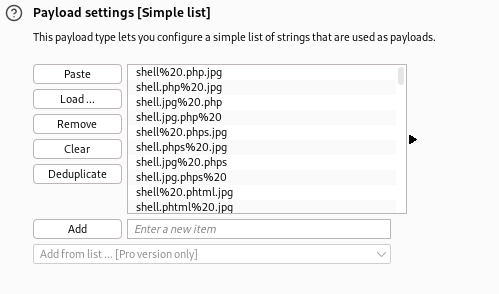 Payload settings [Simple list]
This payload type lets you configure a simple list of strings that are used as payloads.
Paste
Load ...
Remove
Clear
Deduplicate
shell%20.php.jpg
shell.php%20.jpg
shell.jpg%20.php
shell.jpg.php%20
shell%20.phps.jpg
shell.phps%20.jpg
shell.jpg%20.phps
shell.jpg.phps%20
shell%20.phtml.jpg
shell.phtml%20.jpg
Add
Enter a new item
Add from list ... [Pro version only]